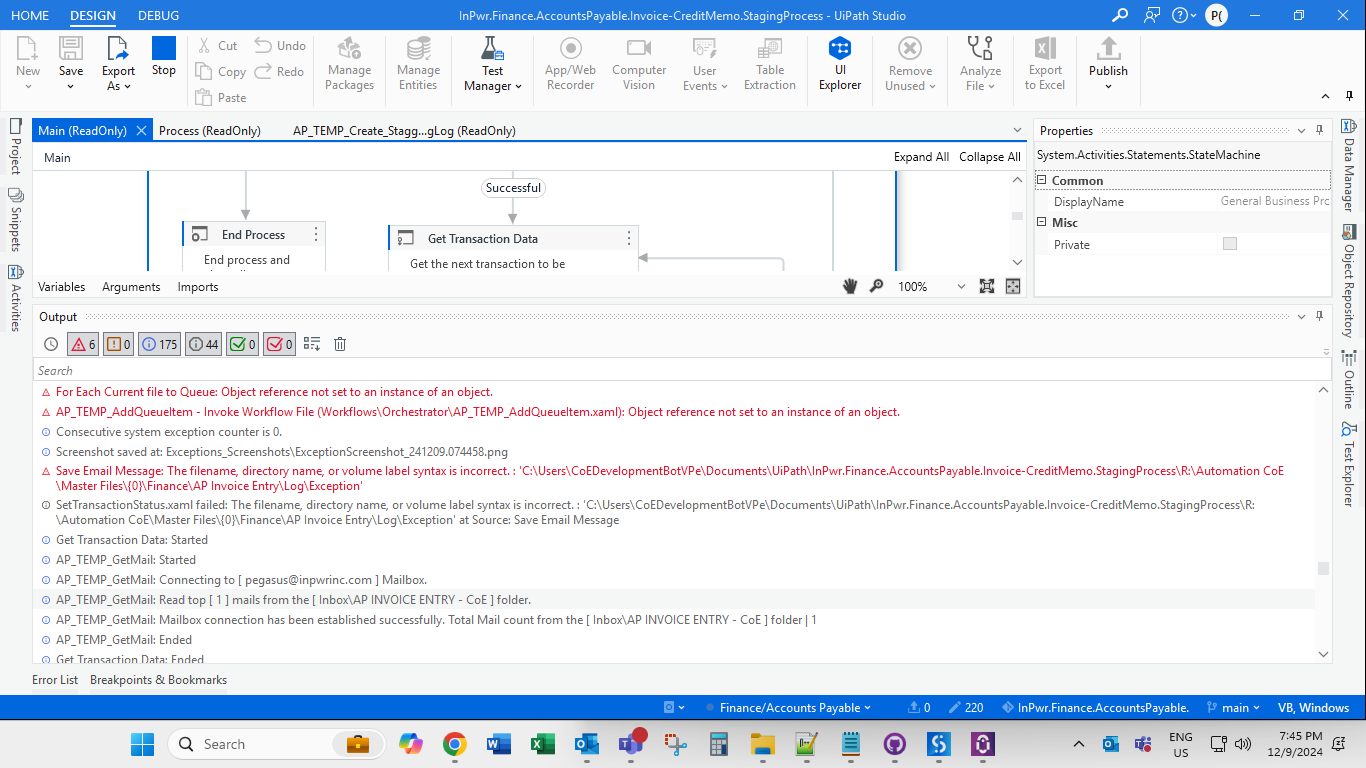 HOME DESIGN DEBUG
InPwr.Finance.AccountsPayable.Invoice-CreditMemo.StagingProcess - UiPath Studio
P(
New
Save
Export As
Stop
Cut
Copy
Paste
Undo
Redo
Manage Packages
Manage Entities
Test Manager
App/Web Recorder
Computer Vision
User Events
Table Extraction
UI Explorer
Remove Unused
Analyze File
Export to Excel
Publish
Main (ReadOnly)
Process (ReadOnly)
AP_TEMP_Create_Stagg...gLog (ReadOnly)
Main
Expand All Collapse All
Successful
End Process
End process and
Get Transaction Data
Get the next transaction to be
Variables Arguments Imports
100%
Project
Snippets
Activities
Properties
System.Activities.Statements.StateMachine
Common
DisplayName General Business Prc
Misc
Private
Data Manager
Object Repository
Outline
Test Explorer
Output
6 0 175 44 0 0
Search
For Each Current file to Queue: Object reference not set to an instance of an object.
AP_TEMP_AddQueueItem - Invoke Workflow File (Workflows\Orchestrator\AP_TEMP_AddQueueItem.xaml): Object reference not set to an instance of an object.
Consecutive system exception counter is 0.
Screenshot saved at: Exceptions_Screenshots\ExceptionScreenshot_241209.074458.png
Save Email Message: The filename, directory name, or volume label syntax is incorrect. : 'C:\Users\CoEDevelopmentBotVPe\Documents\UiPath\InPwr.Finance.AccountsPayable.Invoice-CreditMemo.StagingProcess\R:\Automation CoE
\Master Files\{0}\Finance\AP Invoice Entry\Log\Exception'
SetTransactionStatus.xaml failed: The filename, directory name, or volume label syntax is incorrect. : 'C:\Users\CoEDevelopmentBotVPe\Documents\UiPath\InPwr.Finance.AccountsPayable.Invoice-CreditMemo.StagingProcess\R:
\Automation CoE\Master Files\{0}\Finance\AP Invoice Entry\Log\Exception' at Source: Save Email Message
Get Transaction Data: Started
AP_TEMP_GetMail: Started
AP_TEMP_GetMail: Connecting to [ pegasus@inpwrinc.com ] Mailbox.
AP_TEMP_GetMail: Read top [ 1 ] mails from the [ Inbox\AP INVOICE ENTRY - CoE ] folder.
AP_TEMP_GetMail: Mailbox connection has been established successfully. Total Mail count from the [ Inbox\AP INVOICE ENTRY - CoE ] folder | 1
AP_TEMP_GetMail: Ended
Get Transaction Data: Ended
Error List Breakpoints & Bookmarks
Finance/Accounts Payable
0 220 InPwr.Finance.AccountsPayable. main VB, Windows
Search
ENG
US
7:45 PM
12/9/2024